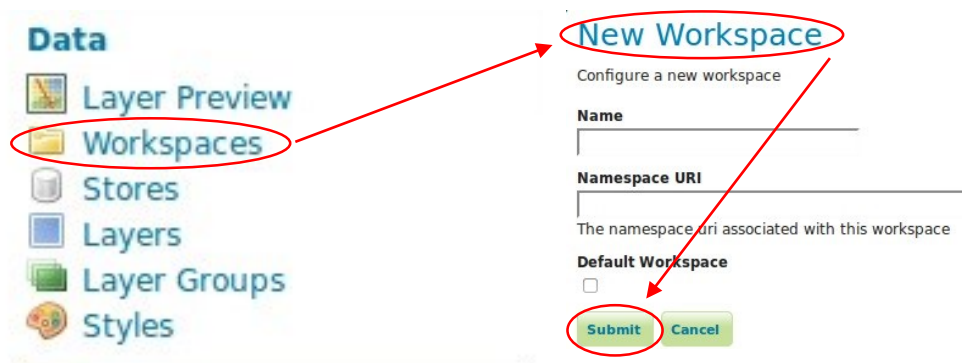 Data
Layer Preview
Workspaces
Stores
Layers
Layer Groups
Styles
New Workspace
Configure a new workspace
Name
Namespace URI
The namespace uri associated with this workspace
Default Workspace
Submit Cancel